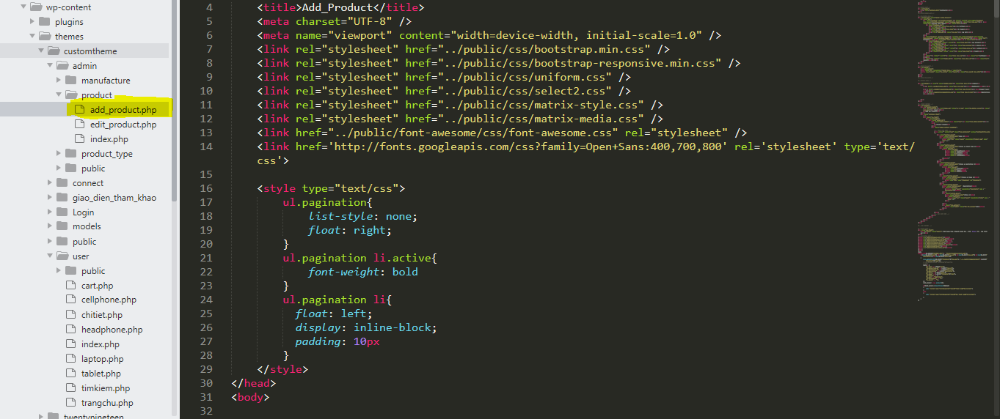 wp-content
plugins
themes
customtheme
admin
manufacture
product
add_product.php
edit_product.php
index.php
product_type
public
connect
giao_dien_tham_khao
Login
models
public
user
public
cart.php
cellphone.php
chitiet.php
headphone.php
index.php
laptop.php
tablet.php
timkiem.php
trangchu.php
twentynineteen
4 <title>Add_Product</title>
5 <meta charset="UTF-8" />
6 <meta name="viewport" content="width=device-width, initial-scale=1.0" />
7 <link rel="stylesheet" href="../public/css/bootstrap.min.css" />
8 <link rel="stylesheet" href="../public/css/bootstrap-responsive.min.css" />
9 <link rel="stylesheet" href="../public/css/uniform.css" />
10 <link rel="stylesheet" href="../public/css/select2.css" />
11 <link rel="stylesheet" href="../public/css/matrix-style.css" />
12 <link rel="stylesheet" href="../public/css/matrix-media.css" />
13 <link href="../public/font-awesome/css/font-awesome.css" rel="stylesheet" />
14 <link href='http://fonts.googleapis.com/css?family=Open+Sans:400,700,800' rel='stylesheet' type='text/
css'>
15
16 <style type="text/css">
17 ul.pagination{
18 list-style: none;
19 float: right;
20 }
21 ul.pagination li.active{
22 font-weight: bold
23 }
24 ul.pagination li{
25 float: left;
26 display: inline-block;
27 padding: 10px
28 }
29 </style>
30 </head>
31 <body>
32